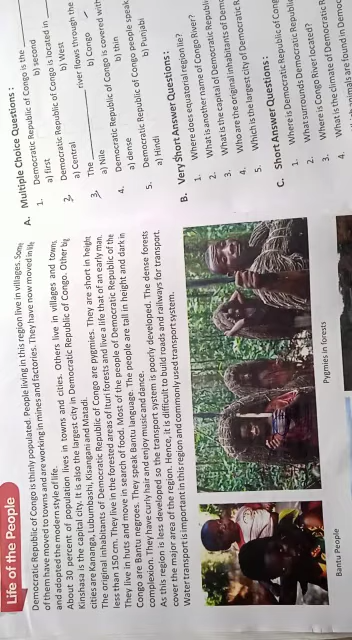 Life of the People
Democratic Republic of Congo is thinly populated. People living in this region live in villages. Some
of them have moved to towns and are working in mines and factories. They have now moved in
and adopted the modern style of life.
About 30 percent of population lives in towns and cities. Others live in villages and
Kinshasa is the capital city. It is also the largest city in Democratic Republic of Congo. Other big
cities are Kananga, Lubumbashi, Kisangani and Matadi.
The original inhabitants of Democratic Republic of Congo are pygmies. They are short in height
less than 150 cm. They live in the forested areas of Ituri forests and live a life that of an early man.
They live in huts and move in search of food. Most of the people of Democratic Republic of the
Congo are Bantu negroes. They speak Bantu language. The people are tall in height and dark in
complexion. They have curly hair and enjoy music and dance.
As this region is less developed so the transport system is poorly developed. The dense forests
cover the major area of the region. Hence, it is difficult to build roads and railways for transport.
Water transport is important in this region and commonly used transport system.
Bantu People
Pygmies in forests
A. Multiple Choice Questions :
1. Democratic Republic of Congo is the
a) first b) second
2. Democratic Republic of Congo is located in
a) Central b) West
3. The river flows through the
a) Nile b) Congo
4. Democratic Republic of Congo is covered with
a) dense b) thin
5. Democratic Republic of Congo people speak
a) Hindi b) Punjabi
B. Very Short Answer Questions :
1. Where does equatorial region lie?
2. What is another name of Congo River?
3. What is the capital of Democratic Republic
4. Who are the original inhabitants of Demo
5. Which is the largest city of Democratic R
C. Short Answer Questions :
1. Where is Democratic Republic of Cong
2. What surrounds Democratic Republic
3. Where is Congo River located?
4. What is the climate of Democratic R
animals are found in Democ